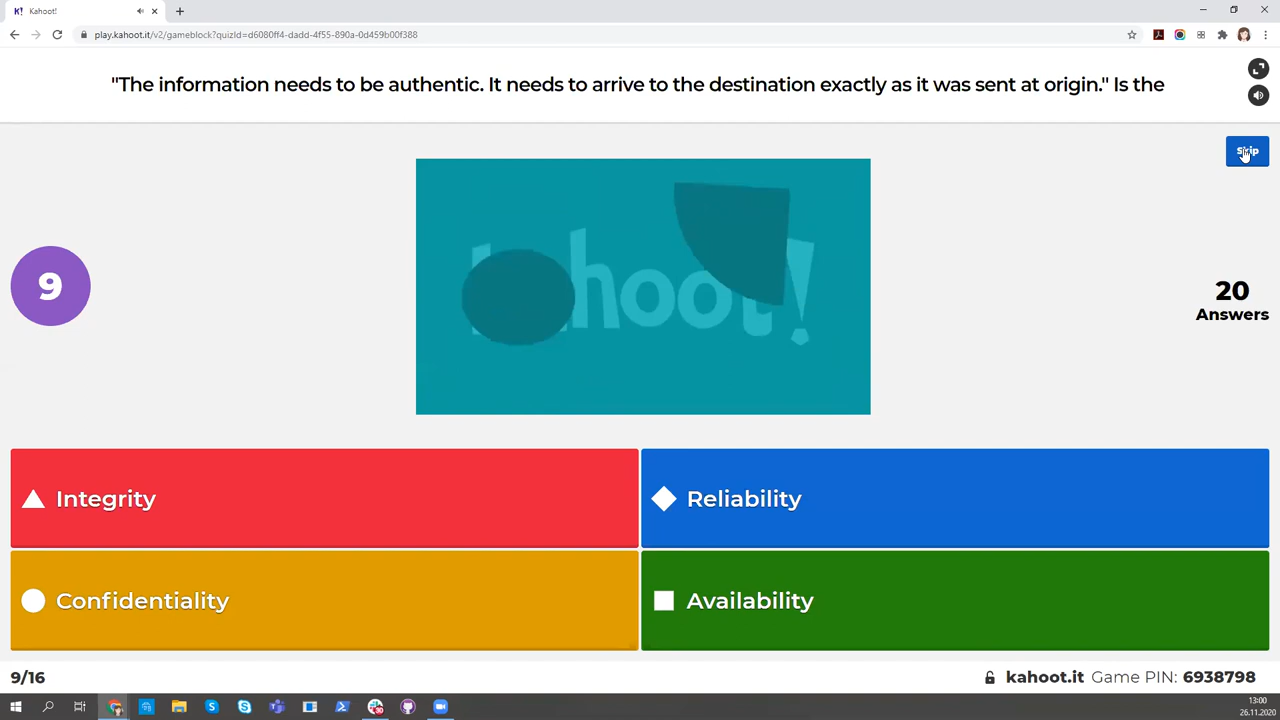 Kahoot!
play.kahoot.it/v2/gameblock?quizId=d6080ff4-dadd-4f55-890a-0d459b00f388
"The information needs to be authentic. It needs to arrive to the destination exactly as it was sent at origin." Is the
Skip
9
20
Answers
Integrity
Reliability
Confidentiality
Availability
9/16
kahoot.it Game PIN: 6938798
13:00
26.11.2020